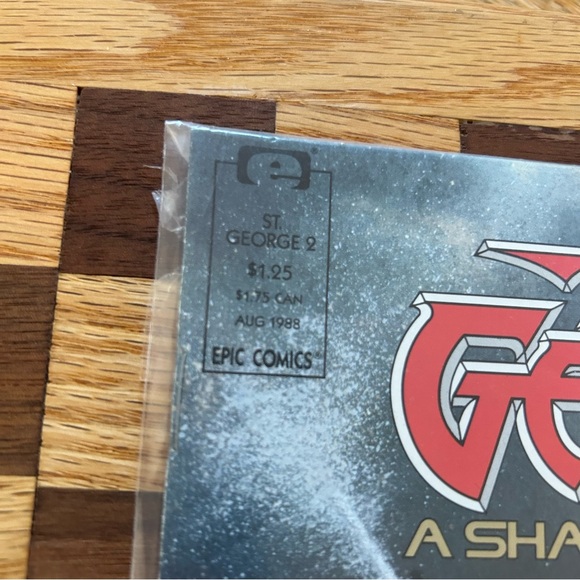 e
ST.
GEORGE 2
$1.25
$1.75 CAN
AUG 1988
EPIC COMICS
Ge
A SHA